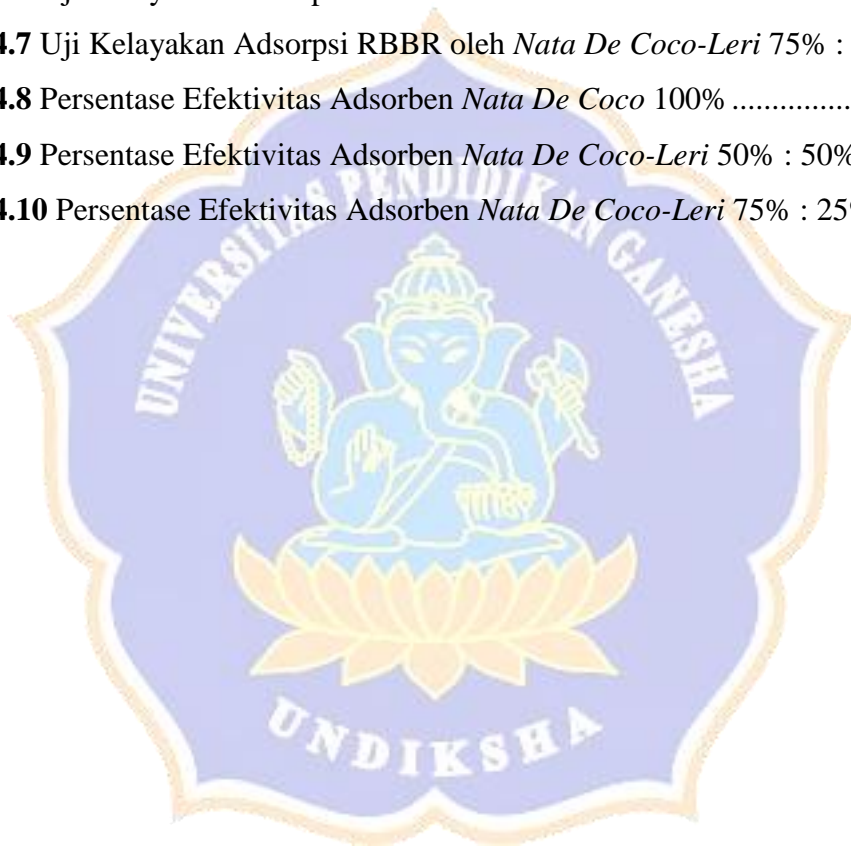 4.7 Uji Kelayakan Adsorpsi RBBR oleh Nata De Coco-Leri 75% :
4.8 Persentase Efektivitas Adsorben Nata De Coco 100% ................
4.9 Persentase Efektivitas Adsorben Nata De Coco-Leri 50% : 50%
4.10 Persentase Efektivitas Adsorben Nata De Coco-Leri 75% : 25%
UNIVERSITAS PENDIDIKAN GANESHA
UNDIKSHA